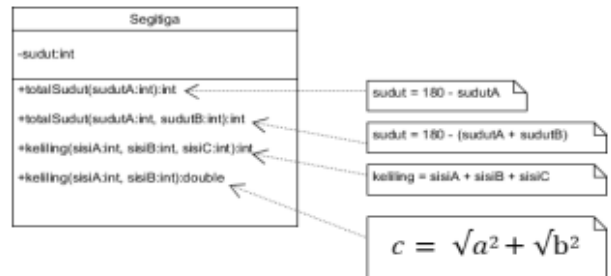 Segitiga
-sudut:int
+totalSudut(sudutA:int):int
+totalSudut(sudutA:int, sudutB:int):int
+keliling(sisiA:int, sisiB:int, sisiC:int):int
+keliling(sisiA:int, sisiB:int):double
sudut = 180 - sudutA
sudut = 180 - (sudutA + sudutB)
keliling = sisiA + sisiB + sisiC
c = √a² + √b²